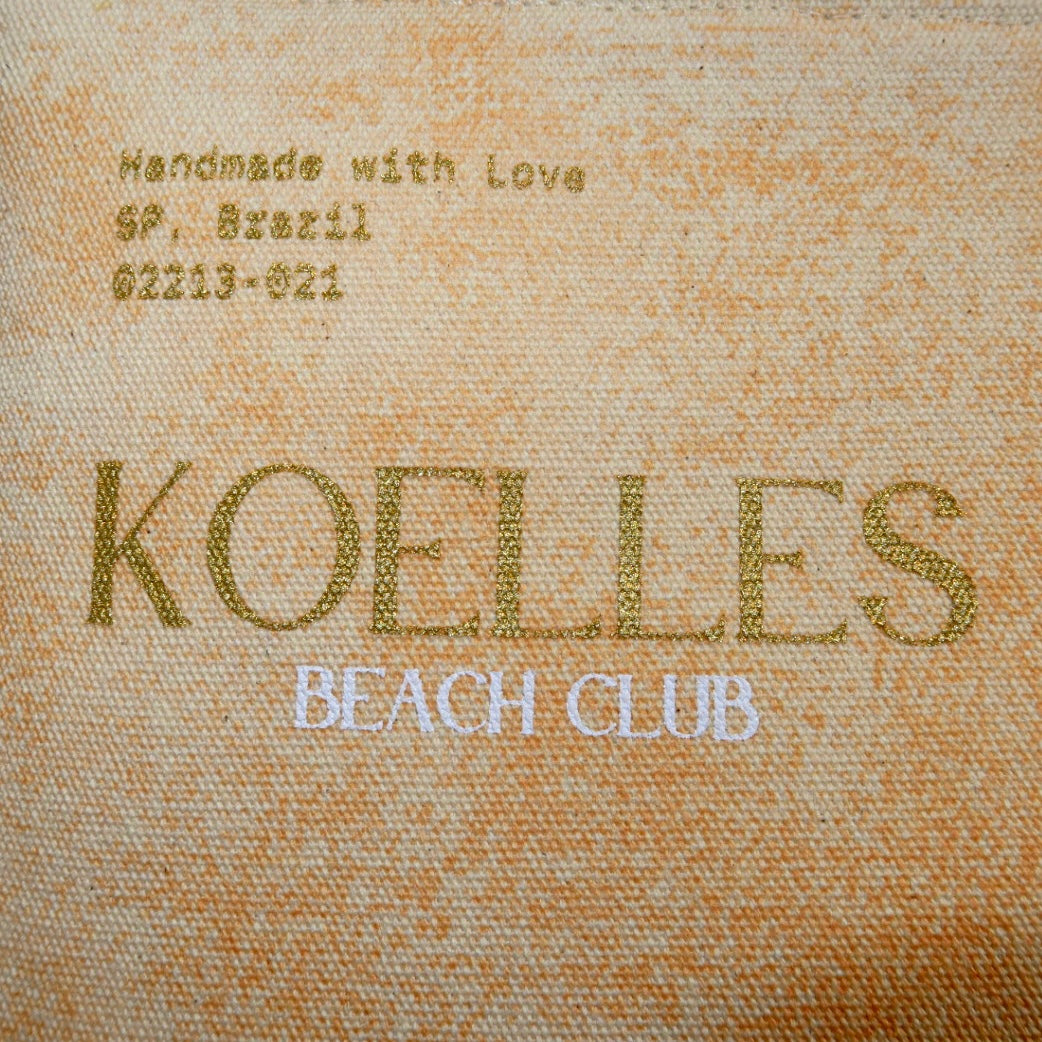 Handmade with Love
SP, Brazil
02213-021
KOELLES
BEACH CLUB